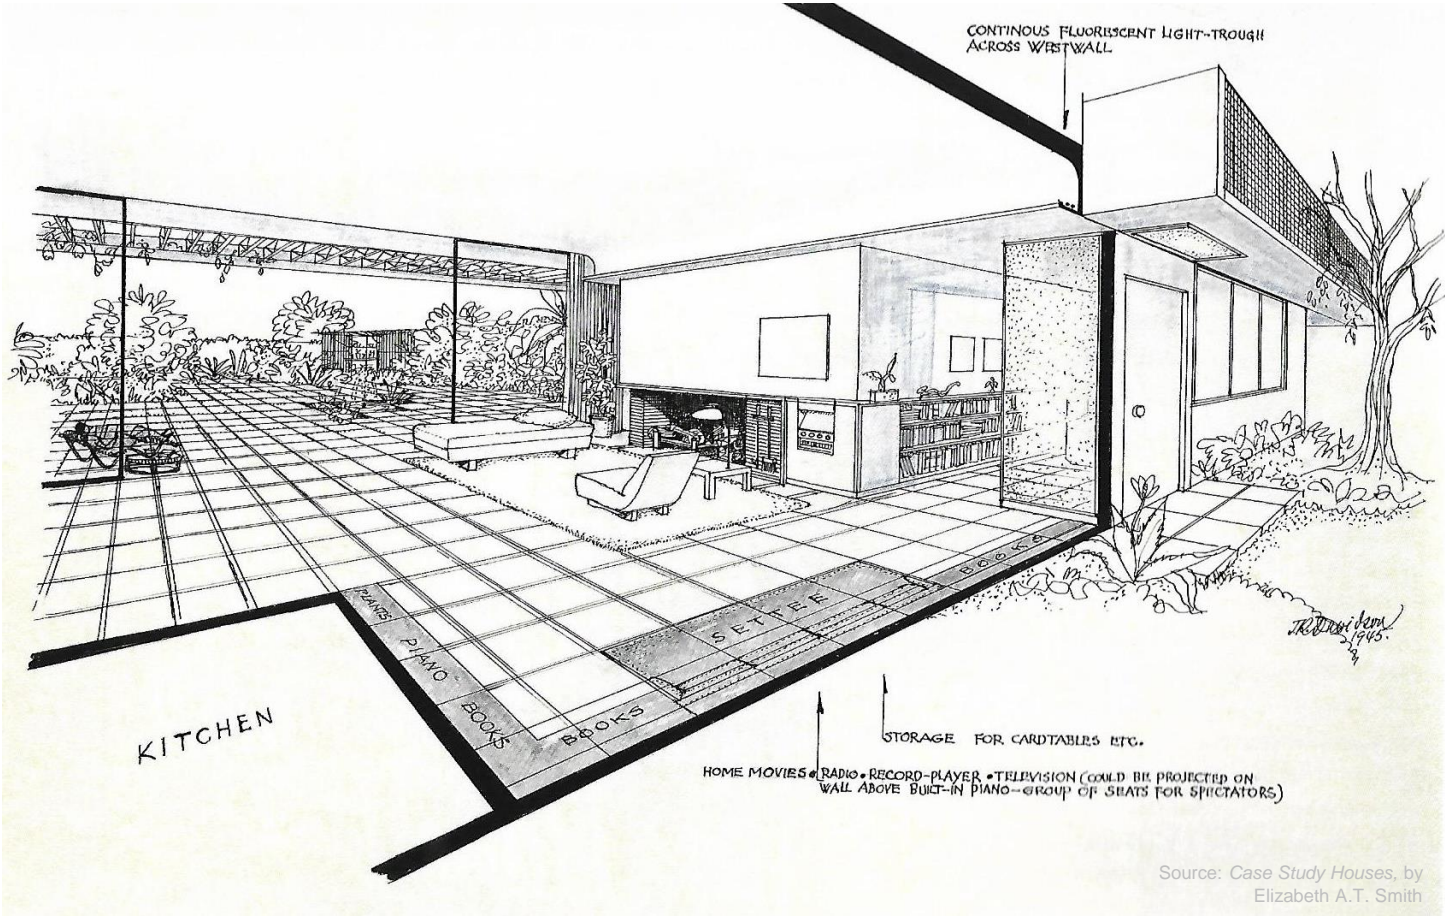 CONTINOUS FLUORESCENT LIGHT-TROUGH
ACROSS WESTWALL
PLANTS
PIANO
BOOKS
BOOKS
SETTEE
BOOKS
KITCHEN
J.R. Davidson
1945.
STORAGE FOR CARDTABLES ETC.
HOME MOVIES • RADIO • RECORD-PLAYER • TELEVISION (COULD BE PROJECTED ON
WALL ABOVE BUILT-IN PIANO-GROUP OF SEATS FOR SPECTATORS)
Source: Case Study Houses, by
Elizabeth A.T. Smith